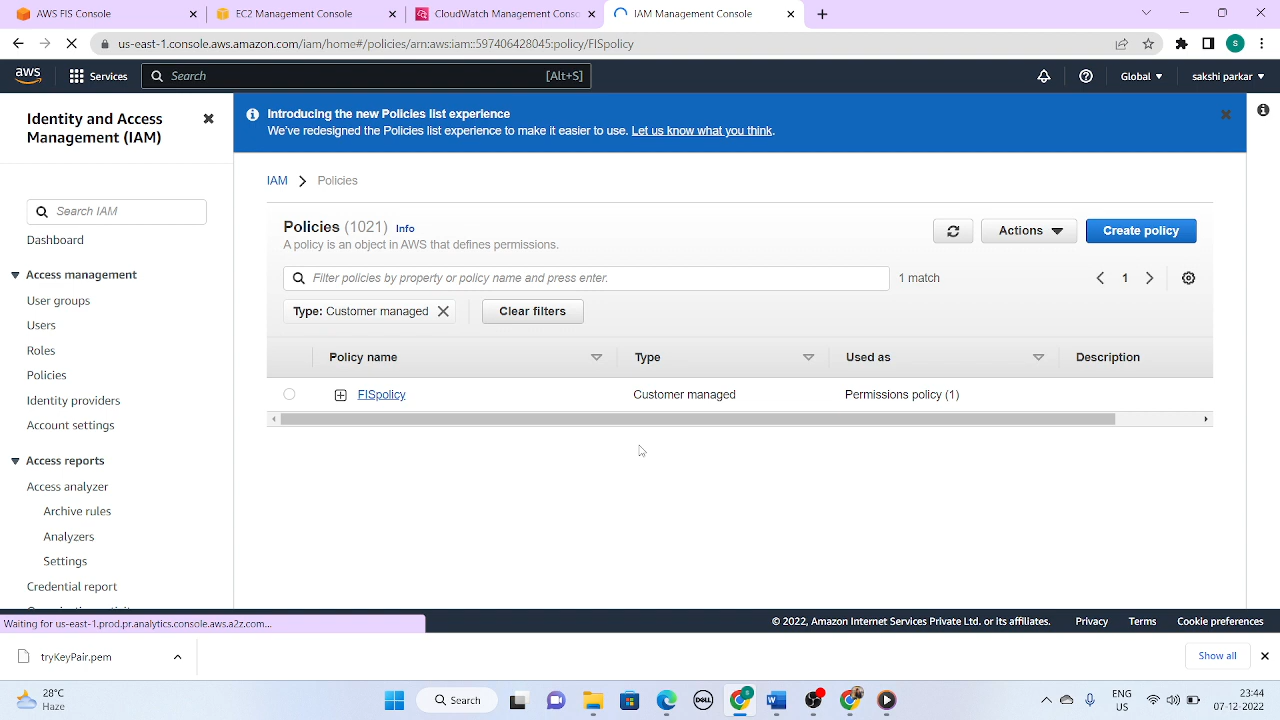 AWS FIS Console
EC2 Management Console
CloudWatch Management Conso
IAM Management Console
us-east-1.console.aws.amazon.com/iam/home#/policies/arn:aws:iam::507406428045:policy/FISpolicy
S
aws
Services
Search
[Alt+S]
Global
sakshi parkar
Identity and Access
Management (IAM)
Search IAM
Dashboard
Access management
User groups
Users
Roles
Policies
Identity providers
Account settings
Access reports
Access analyzer
Archive rules
Analyzers
Settings
Credential report
Introducing the new Policies list experience
We've redesigned the Policies list experience to make it easier to use. Let us know what you think.
IAM > Policies
Policies (1021) Info
A policy is an object in AWS that defines permissions.
Actions
Create policy
Filter policies by property or policy name and press enter.
1 match
1
Type: Customer managed
Clear filters
Policy name
Type
Used as
Description
FISpolicy
Customer managed
Permissions policy (1)
Waiting for us-east-1.prod.pr.analytics.console.aws.a2z.com...
© 2022, Amazon Internet Services Private Ltd. or its affiliates.
Privacy
Terms
Cookie preferences
tryKeyPair.pem
Show all
28°C
Haze
Search
DELL
ENG
US
23:44
07-12-2022